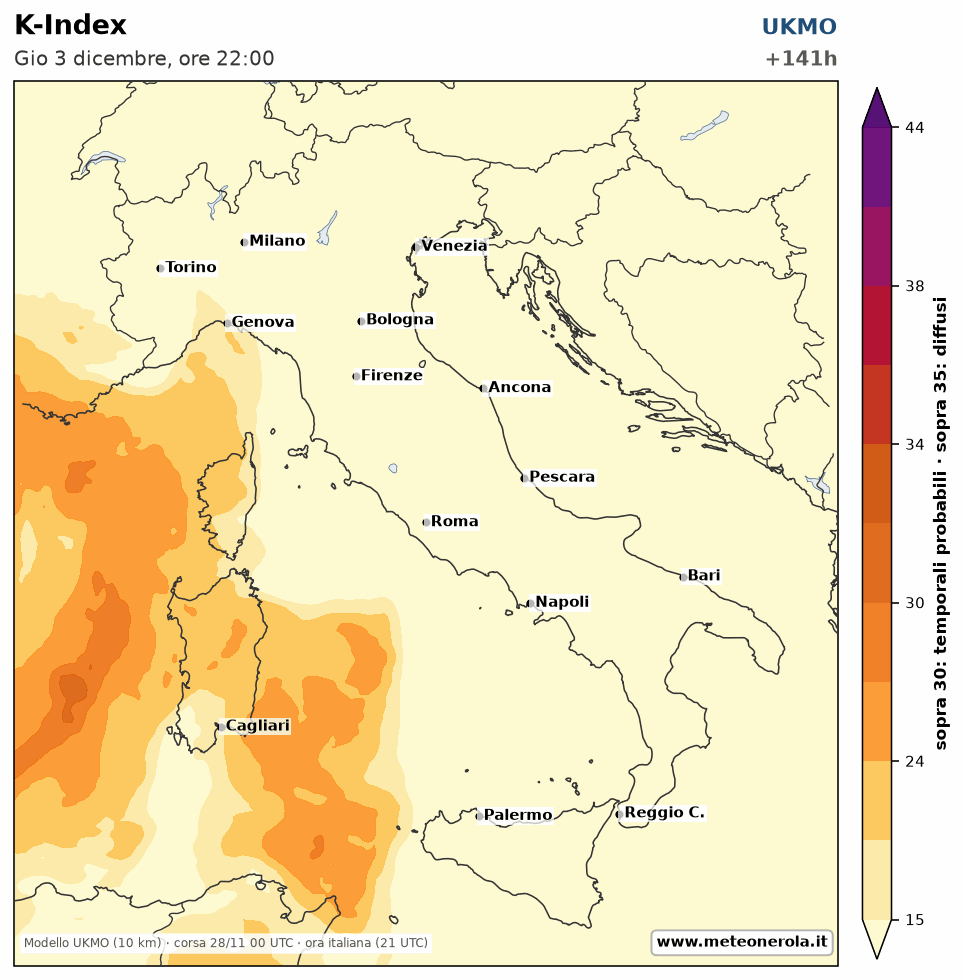 K-Index
UKMO
Gio 3 dicembre, ore 22:00
+141h
44
38
34
30
24
15
sopra 30: temporali probabili · sopra 35: diffusi
Milano
Venezia
Torino
Genova
Bologna
Firenze
Ancona
Pescara
Roma
Bari
Napoli
Cagliari
Palermo
Reggio C.
Modello UKMO (10 km) · corsa 28/11 00 UTC · ora italiana (21 UTC)
www.meteonerola.it